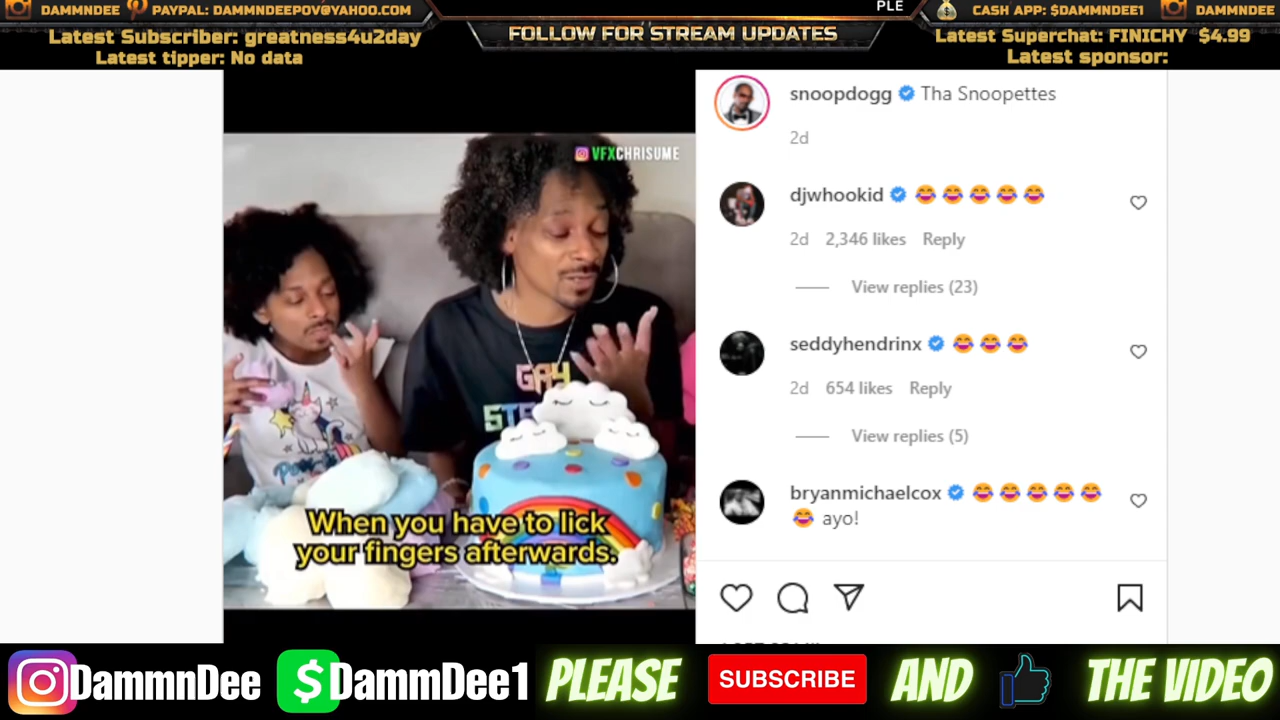 DAMMNDEE PAYPAL: DAMMNDEEPOV@YAHOO.COM
PLE
CASH APP: $DAMMNDEE1 DAMMNDEE
Latest Subscriber: greatness4u2day
Latest tipper: No data
FOLLOW FOR STREAM UPDATES
Latest Superchat: FINICHY $4.99
Latest sponsor:
VFXCHRISUME
GAY
When you have to lick
your fingers afterwards.
snoopdogg Tha Snoopettes
2d
djwhookid 😂😂😂😂😂
2d 2,346 likes Reply
View replies (23)
seddyhendrinx 😂😂😂
2d 654 likes Reply
View replies (5)
bryanmichaelcox 😂😂😂😂😂
😂 ayo!
DammnDee
$ DammDee1
PLEASE
SUBSCRIBE
AND
THE VIDEO